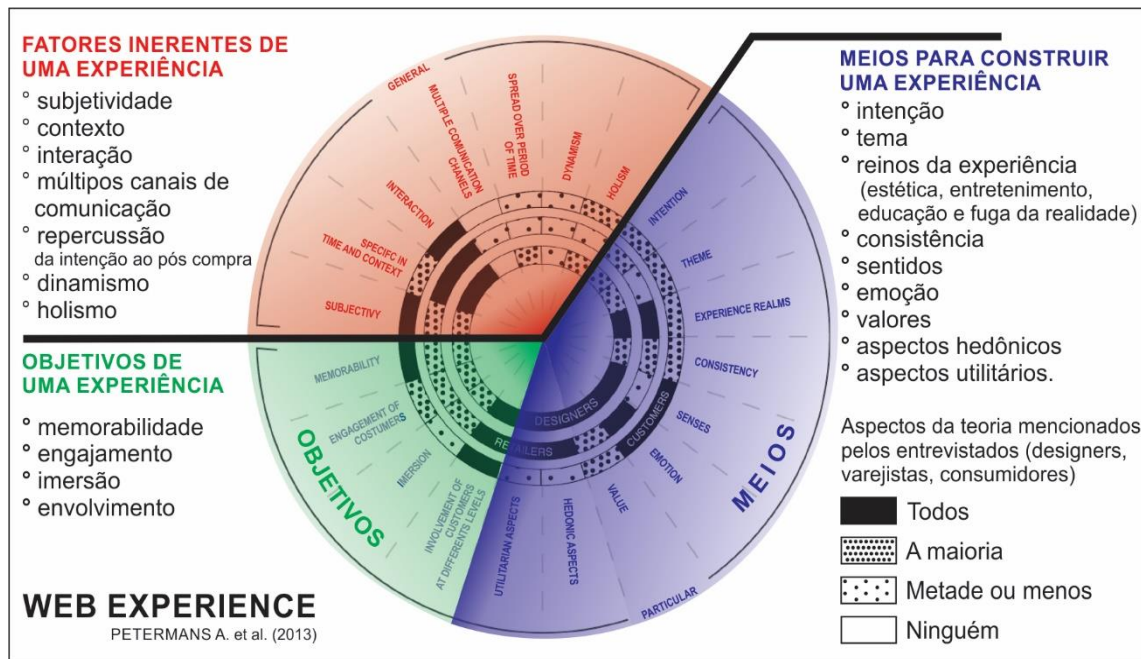 FATORES INERENTES DE
UMA EXPERIÊNCIA
° subjetividade
° contexto
° interação
° múltipos canais de
comunicação
° repercussão
da intenção ao pós compra
° dinamismo
° holismo
OBJETIVOS DE
UMA EXPERIÊNCIA
° memorabilidade
° engajamento
° imersão
° envolvimento
WEB EXPERIENCE
PETERMANS A. et al. (2013)
GENERAL
SUBJECTIVY
SPECIFC IN
TIME AND CONTEXT
INTERACTION
MULTIPLE COMUNICATION
CHANELS
SPREAD OVER PERIOD
OF TIME
DYNAMISM
HOLISM
INTENTION
THEME
EXPERIENCE REALMS
CONSISTENCY
SENSES
EMOTION
VALUE
HEDONIC ASPECTS
UTILITARIAN ASPECTS
PARTICULAR
MEIOS
MEMORABILITY
ENGAGEMENT OF
COSTUMERS
IMERSION
INVOLVEMENT OF
CUSTOMERS
AT DIFFERENTS LEVELS
OBJETIVOS
DESIGNERS
RETAILERS
CUSTOMERS
MEIOS PARA CONSTRUIR
UMA EXPERIÊNCIA
° intenção
° tema
° reinos da experiência
(estética, entretenimento,
educação e fuga da realidade)
° consistência
° sentidos
° emoção
° valores
° aspectos hedônicos
° aspectos utilitários.
Aspectos da teoria mencionados
pelos entrevistados (designers,
varejistas, consumidores)
Todos
A maioria
Metade ou menos
Ninguém